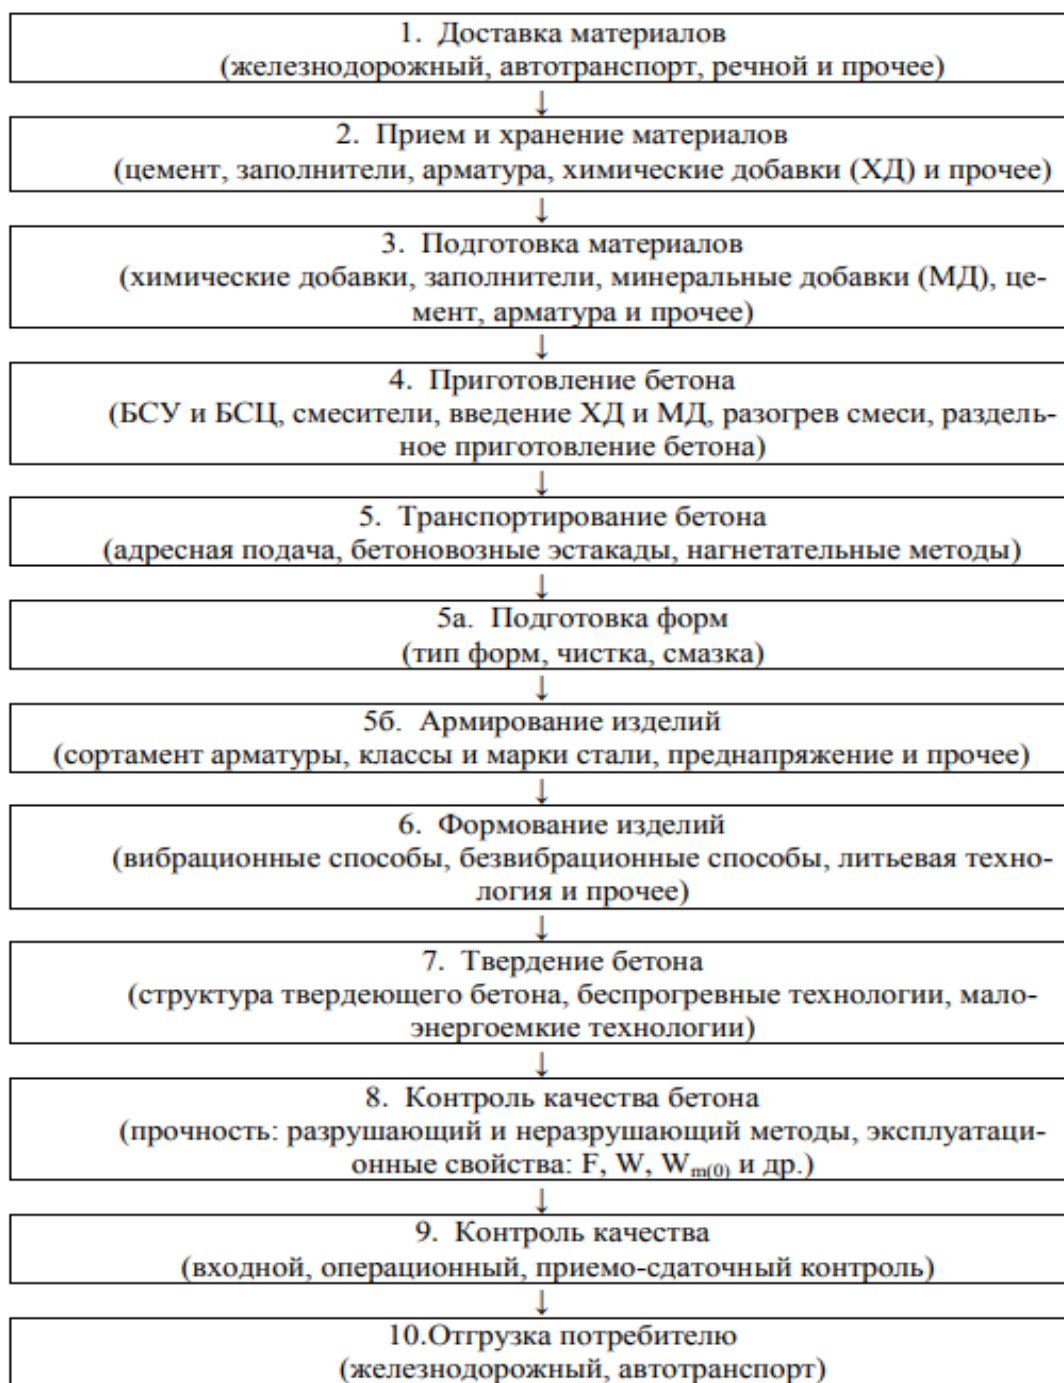 1. Доставка материалов
(железнодорожный, автотранспорт, речной и прочее)
↓
2. Прием и хранение материалов
(цемент, заполнители, арматура, химические добавки (ХД) и прочее)
↓
3. Подготовка материалов
(химические добавки, заполнители, минеральные добавки (МД), це-
мент, арматура и прочее)
↓
4. Приготовление бетона
(БСУ и БСЦ, смесители, введение ХД и МД, разогрев смеси, раздель-
ное приготовление бетона)
↓
5. Транспортирование бетона
(адресная подача, бетоновозные эстакады, нагнетательные методы)
↓
5а. Подготовка форм
(тип форм, чистка, смазка)
↓
5б. Армирование изделий
(сортамент арматуры, классы и марки стали, преднапряжение и прочее)
↓
6. Формование изделий
(вибрационные способы, безвибрационные способы, литьевая техно-
логия и прочее)
↓
7. Твердение бетона
(структура твердеющего бетона, беспрогревные технологии, мало-
энергоемкие технологии)
↓
8. Контроль качества бетона
(прочность: разрушающий и неразрушающий методы, эксплуатаци-
онные свойства: F, W, Wm(0) и др.)
↓
9. Контроль качества
(входной, операционный, приемо-сдаточный контроль)
↓
10.Отгрузка потребителю
(железнодорожный, автотранспорт)